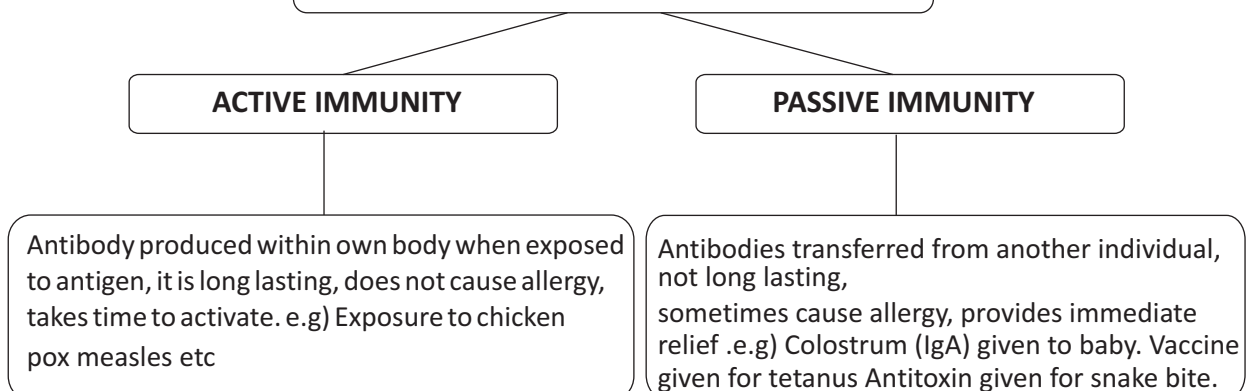 ACTIVE IMMUNITY
PASSIVE IMMUNITY
Antibody produced within own body when exposed
to antigen, it is long lasting, does not cause allergy,
takes time to activate. e.g) Exposure to chicken
pox measles etc
Antibodies transferred from another individual,
not long lasting,
sometimes cause allergy, provides immediate
relief .e.g) Colostrum (IgA) given to baby. Vaccine
given for tetanus Antitoxin given for snake bite.